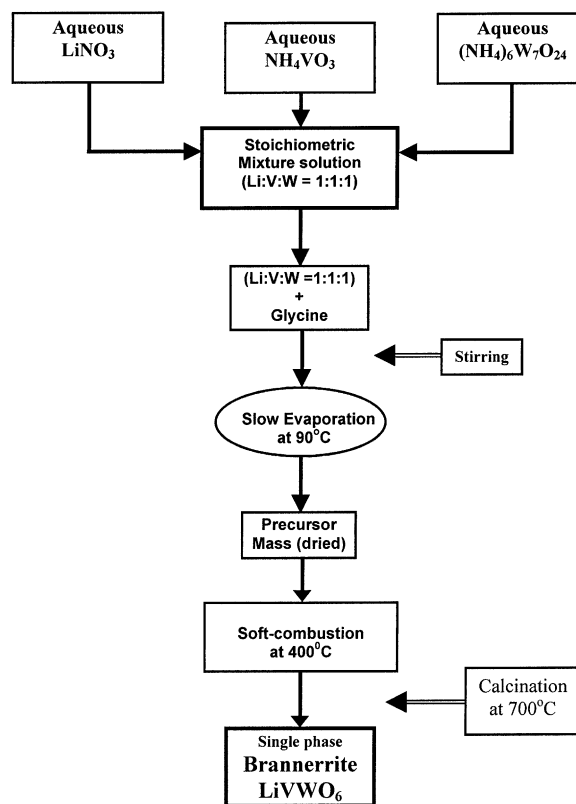 Aqueous
LiNO3
Aqueous
NH4VO3
Aqueous
(NH4)6W7O24
Stoichiometric
Mixture solution
(Li:V:W = 1:1:1)
(Li:V:W =1:1:1)
+
Glycine
Stirring
Slow Evaporation
at 90°C
Precursor
Mass (dried)
Soft-combustion
at 400⁰C
Calcination
at 700°C
Single phase
Brannerrite
LiVWO6